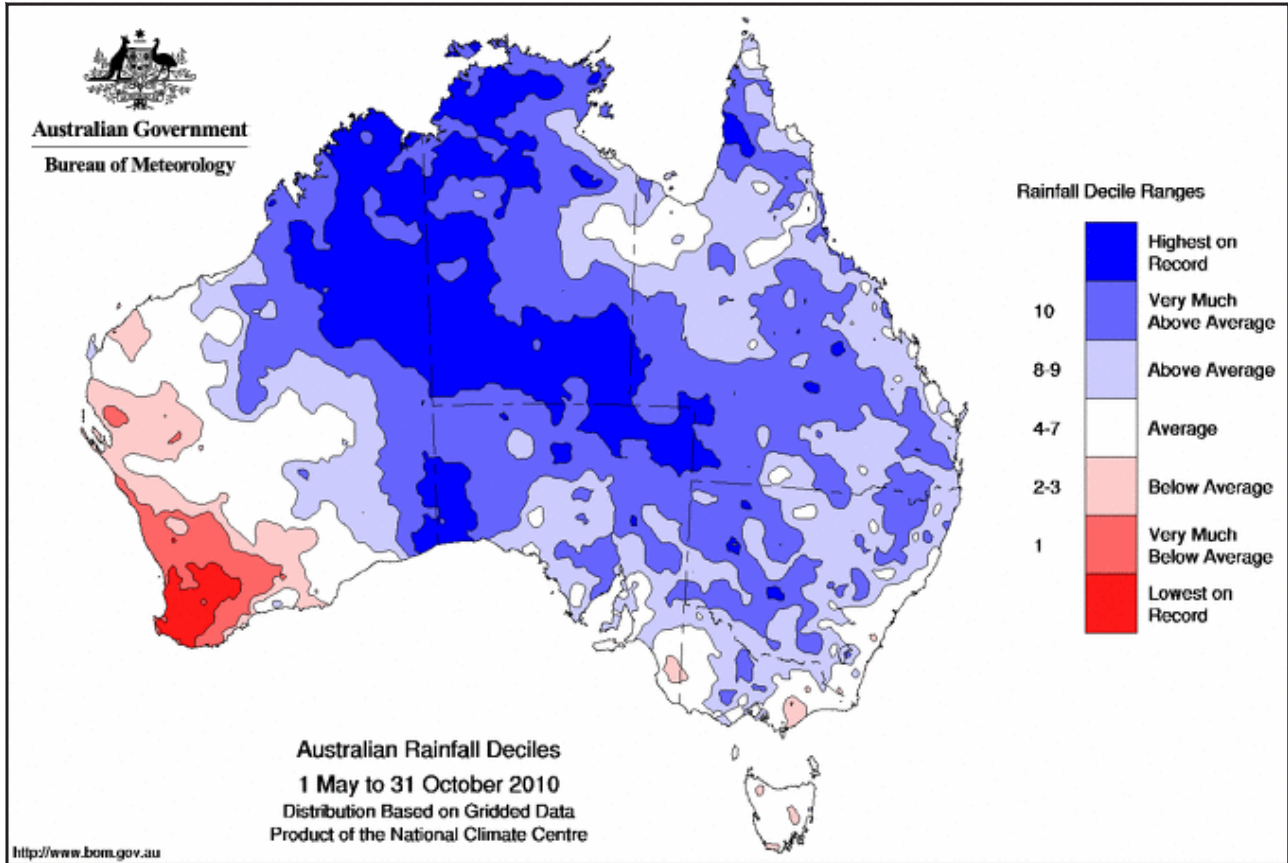 Australian Government
Bureau of Meteorology
Rainfall Decile Ranges
Highest on
Record
10
Very Much
Above Average
8-9
Above Average
4-7
Average
2-3
Below Average
1
Very Much
Below Average
Lowest on
Record
Australian Rainfall Deciles
1 May to 31 October 2010
Distribution Based on Gridded Data
Product of the National Climate Centre
http://www.bom.gov.au